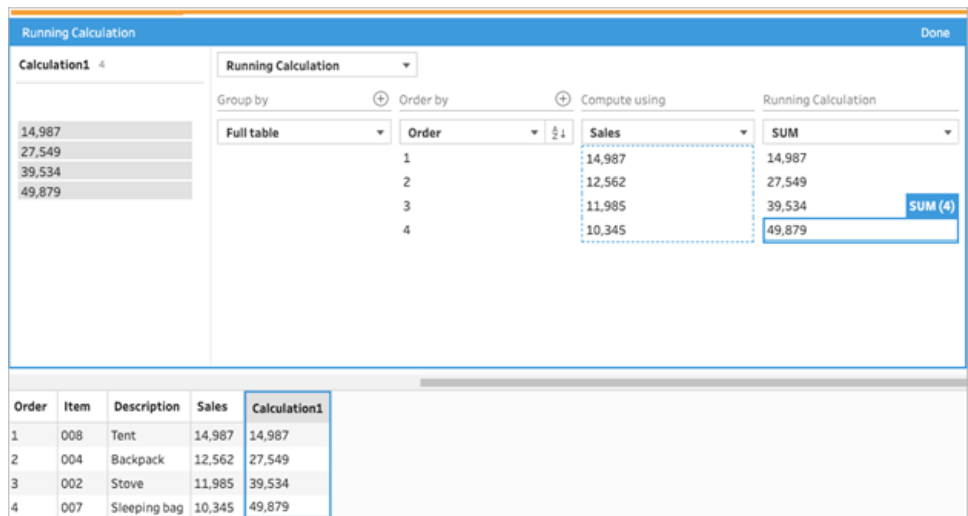 Running Calculation Done
Calculation1 4
Running Calculation
Group by Order by Compute using Running Calculation
Full table Order Sales SUM
14,987
27,549
39,534
49,879
1 14,987 14,987
2 12,562 27,549
3 11,985 39,534 SUM (4)
4 10,345 49,879
Order Item Description Sales Calculation1
1 008 Tent 14,987 14,987
2 004 Backpack 12,562 27,549
3 002 Stove 11,985 39,534
4 007 Sleeping bag 10,345 49,879